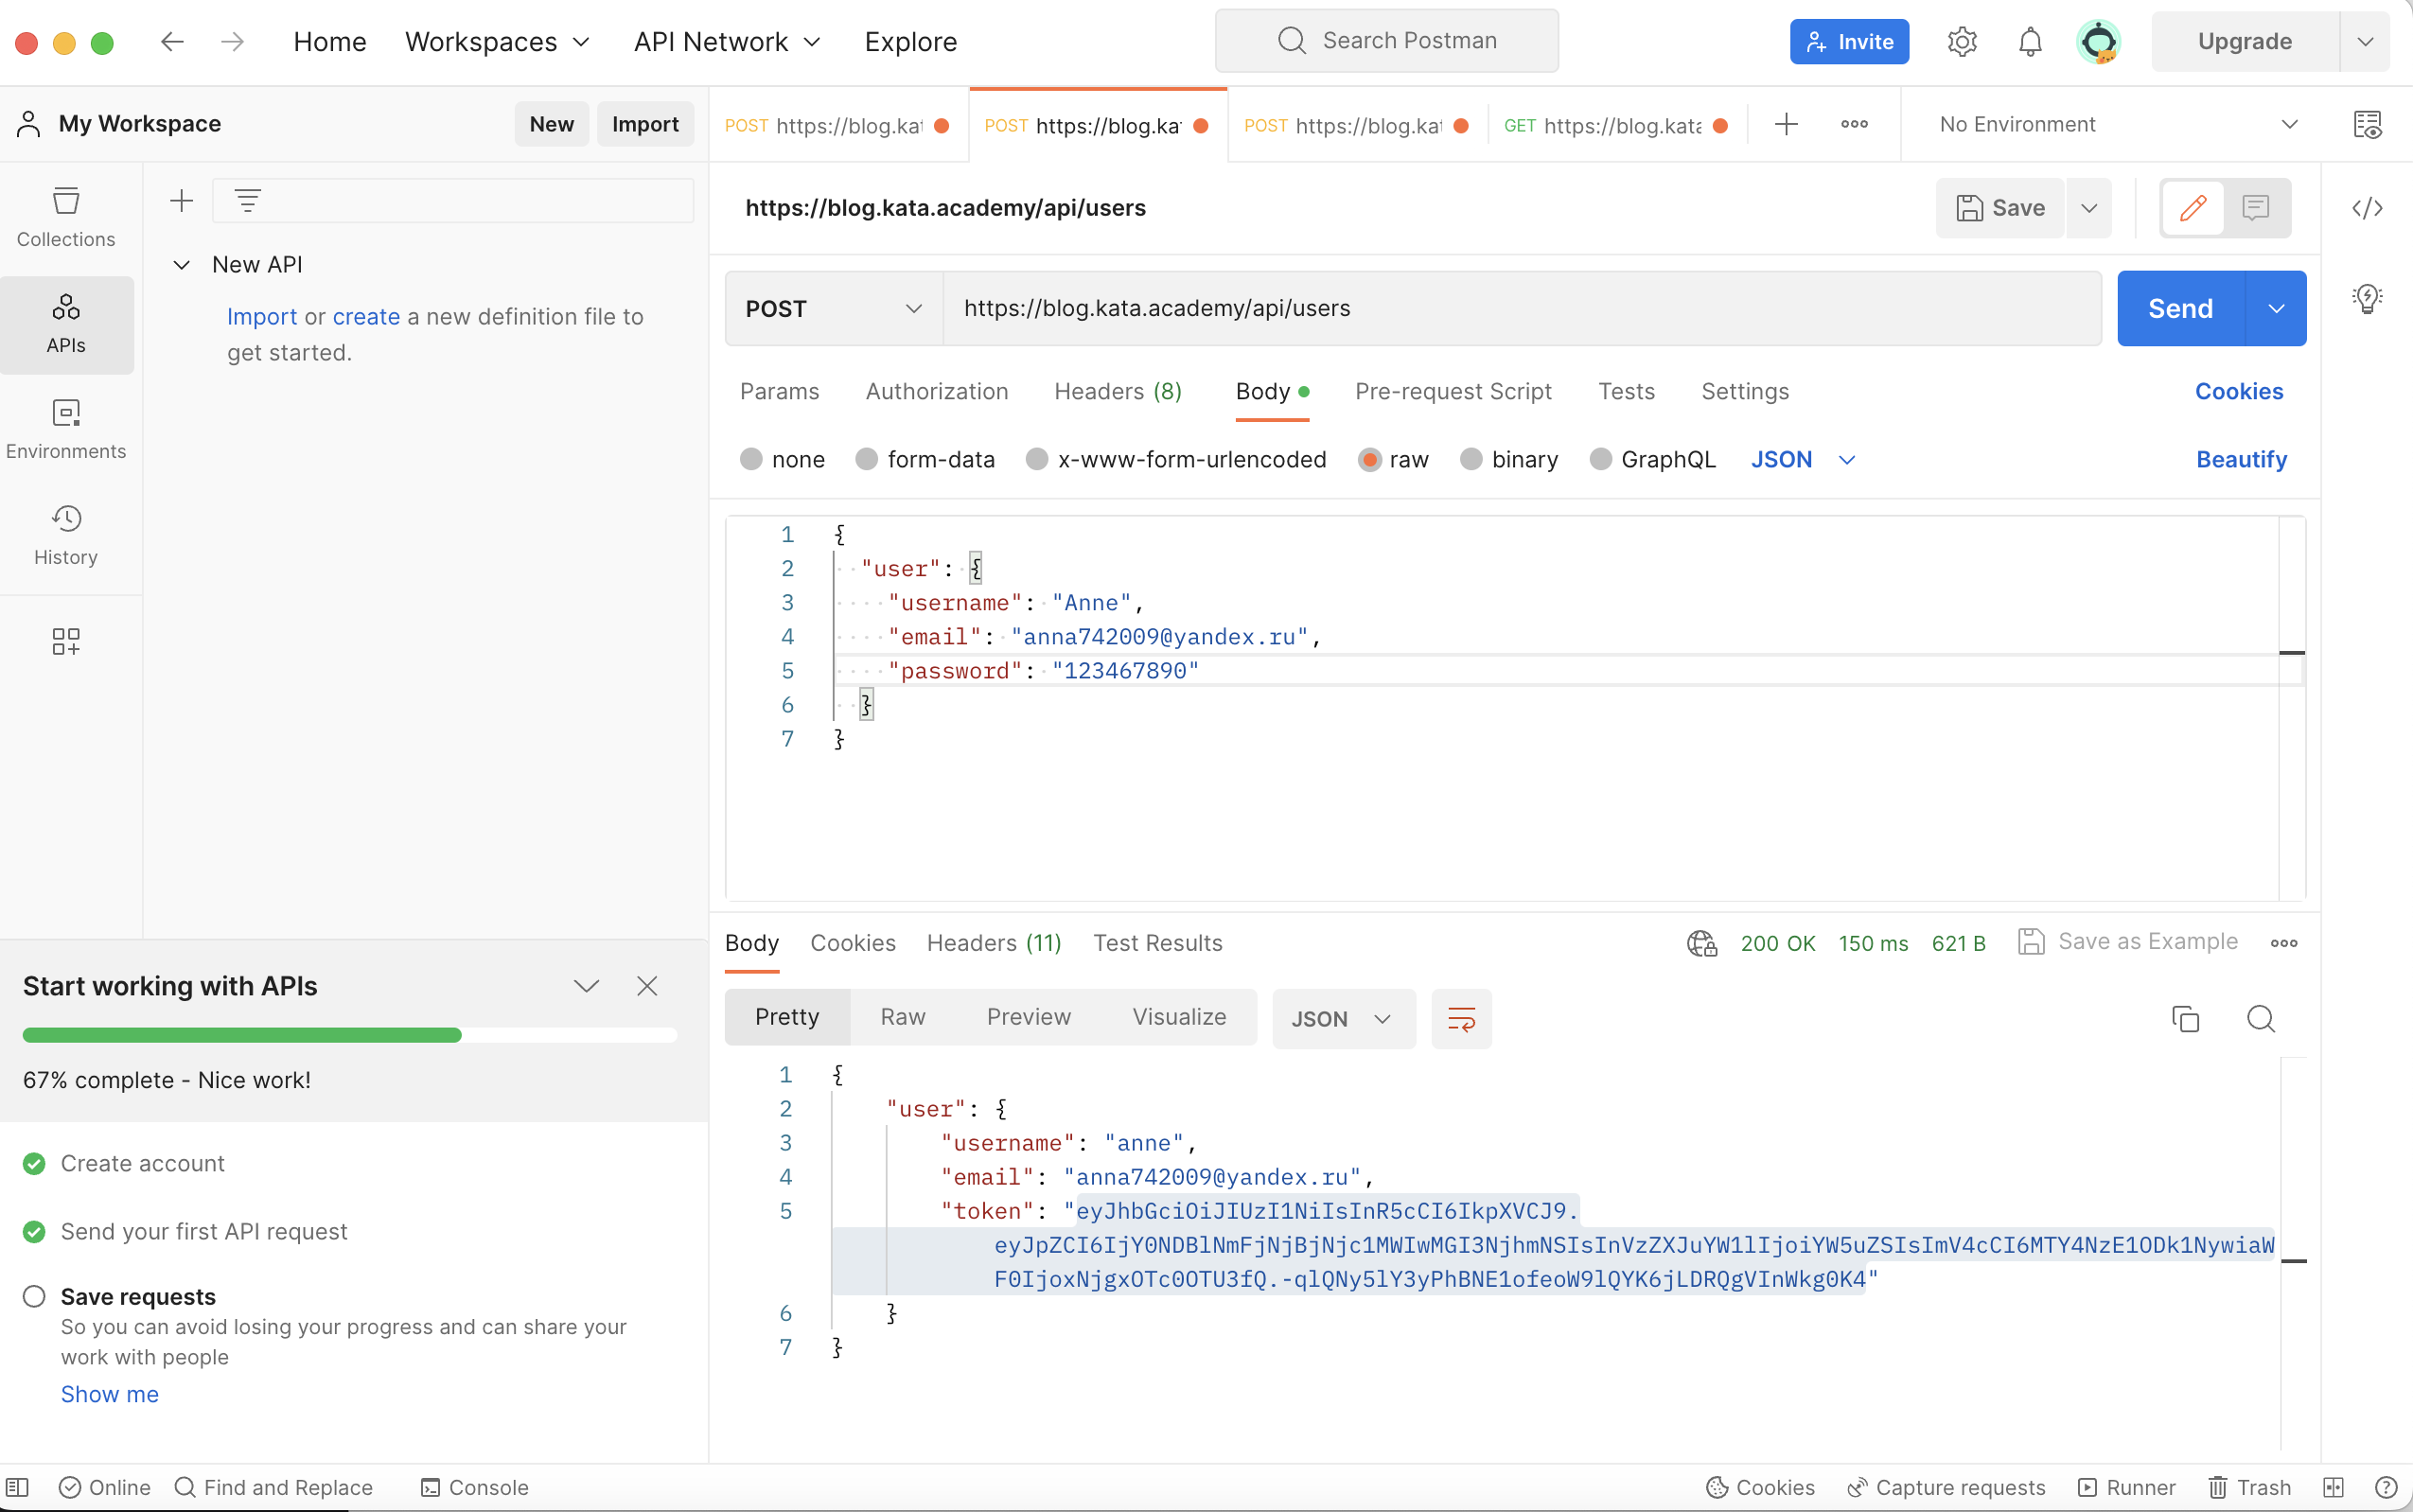 Home Workspaces API Network Explore Search Postman Invite Upgrade
My Workspace New Import
POST https://blog.kat POST https://blog.ka POST https://blog.kat GET https://blog.kata No Environment
Collections
APIs
Environments
History
New API
Import or create a new definition file to
get started.
https://blog.kata.academy/api/users Save
POST https://blog.kata.academy/api/users Send
Params Authorization Headers (8) Body Pre-request Script Tests Settings Cookies
none form-data x-www-form-urlencoded raw binary GraphQL JSON Beautify
1 {
2 "user": {
3 "username": "Anne",
4 "email": "anna742009@yandex.ru",
5 "password": "123467890"
6 }
7 }
Start working with APIs
67% complete - Nice work!
Create account
Send your first API request
Save requests
So you can avoid losing your progress and can share your
work with people
Show me
Body Cookies Headers (11) Test Results 200 OK 150 ms 621 B Save as Example
Pretty Raw Preview Visualize JSON
1 {
2 "user": {
3 "username": "anne",
4 "email": "anna742009@yandex.ru",
5 "token": "eyJhbGciOiJIUzI1NiIsInR5cCI6IkpXVCJ9.
eyJpZCI6IjY0NDBlNmFjNjBjNjc1MWIwMGI3NjhmNSIsInVzZXJuYW1lIjoiYW5uZSIsImV4cCI6MTY4NzE1ODk1NywiaW
F0IjoxNjgxOTc0OTU3fQ.-qlQNy5lY3yPhBNE1ofeoW9lQYK6jLDRQgVInWkg0K4"
6 }
7 }
Online Find and Replace Console Cookies Capture requests Runner Trash